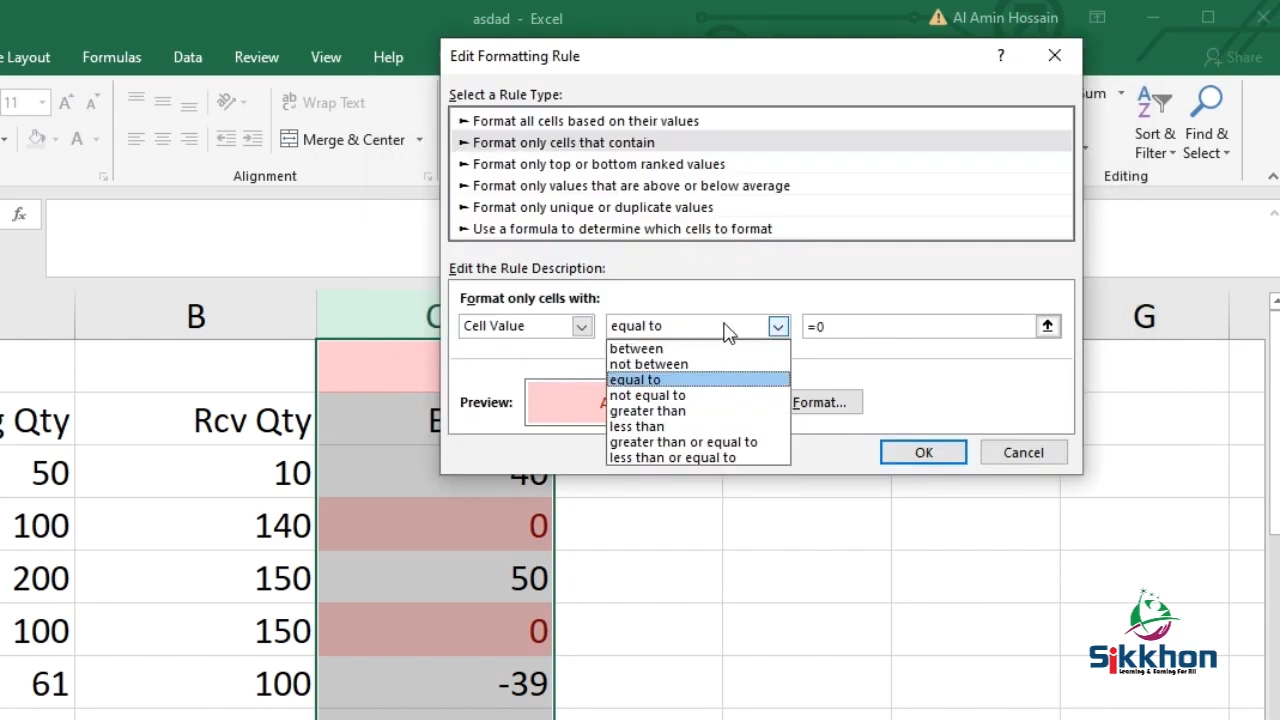 asdad - Excel
Al Amin Hossain
Layout
Formulas
Data
Review
View
Help
Share
11
Wrap Text
Merge & Center
Alignment
Sort &
Filter
Find &
Select
Editing
fx
Edit Formatting Rule
?
Select a Rule Type:
► Format all cells based on their values
► Format only cells that contain
► Format only top or bottom ranked values
► Format only values that are above or below average
► Format only unique or duplicate values
► Use a formula to determine which cells to format
Edit the Rule Description:
Format only cells with:
Cell Value
equal to
=0
between
not between
equal to
not equal to
greater than
less than
greater than or equal to
less than or equal to
Preview:
Format...
OK
Cancel
B
G
Qty
Rcv Qty
50
10
40
100
140
0
200
150
50
100
150
0
61
100
-39
Sikkhon
Learning & Earning For All